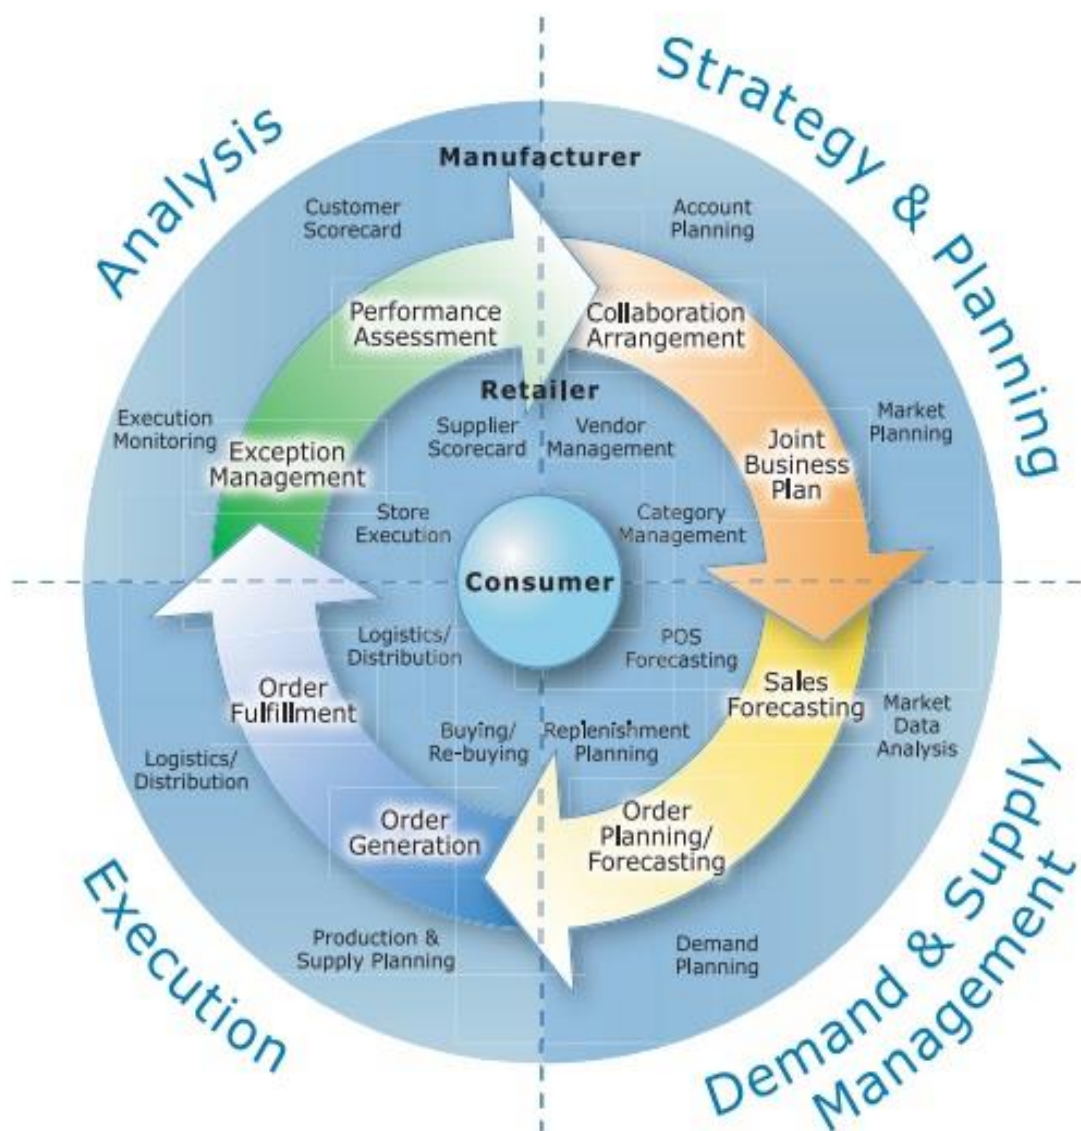 Analysis
Strategy & Planning
Manufacturer
Customer
Scorecard
Account
Planning
Performance
Assessment
Collaboration
Arrangement
Retailer
Supplier
Scorecard
Vendor
Management
Execution
Monitoring
Exception
Management
Joint
Business
Plan
Market
Planning
Store
Execution
Category
Management
Consumer
Logistics/
Distribution
POS
Forecasting
Order
Fulfillment
Sales
Forecasting
Market
Data
Analysis
Logistics/
Distribution
Buying/
Re-buying
Replenishment
Planning
Order
Generation
Order
Planning/
Forecasting
Production &
Supply Planning
Demand
Planning
Execution
Demand & Supply
Management